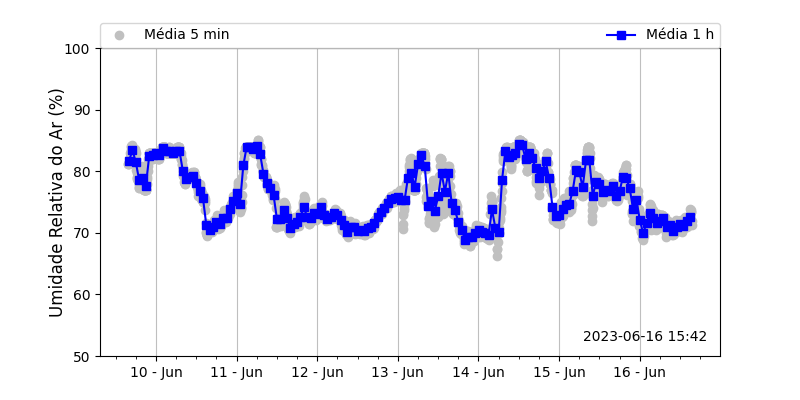 Média 5 min
Média 1 h
Umidade Relativa do Ar (%)
100
90
80
70
60
50
2023-06-16 15:42
10 - Jun
11 - Jun
12 - Jun
13 - Jun
14 - Jun
15 - Jun
16 - Jun